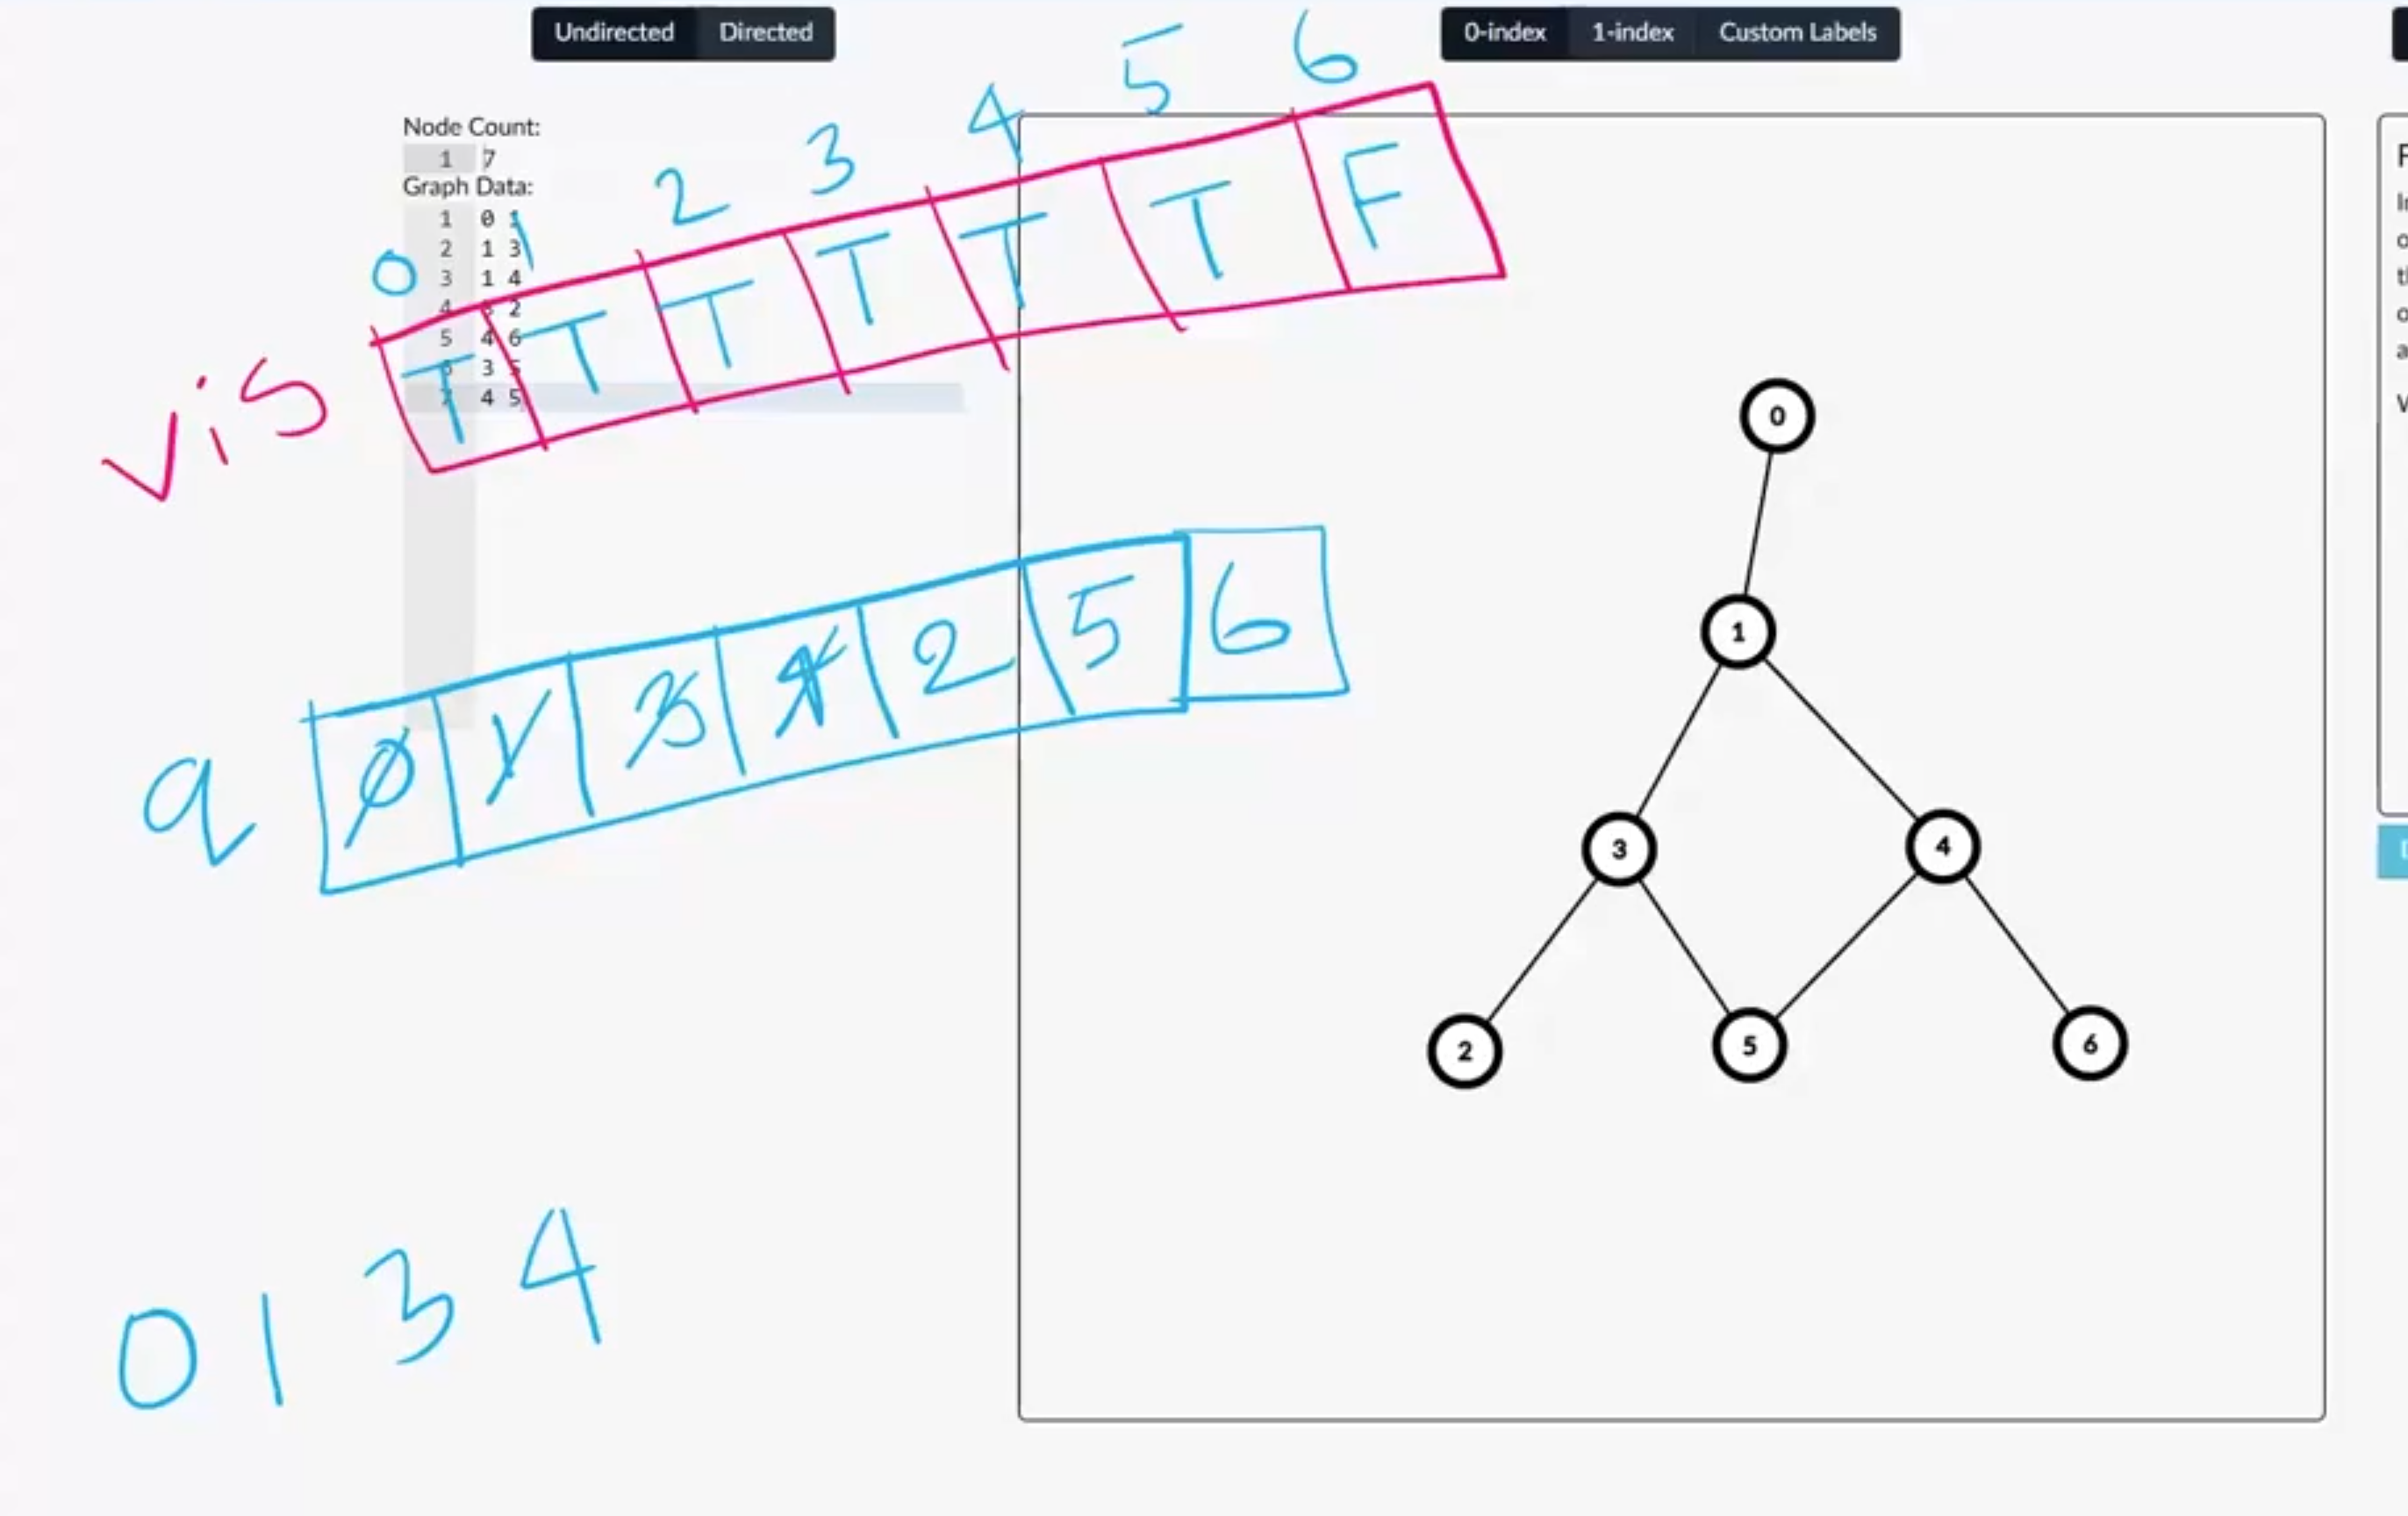 Undirected Directed
0-index 1-index Custom Labels
Node Count:
1 7
Graph Data:
1 0 1
2 1 3
3 1 4
4 2
5 4 6
3 5
7 4 5
0 1 2 3 4 5 6
vis T T T T T T F
q 0 1 3 4 2 5 6
0 1 3 4
0
1
3 4
2 5 6